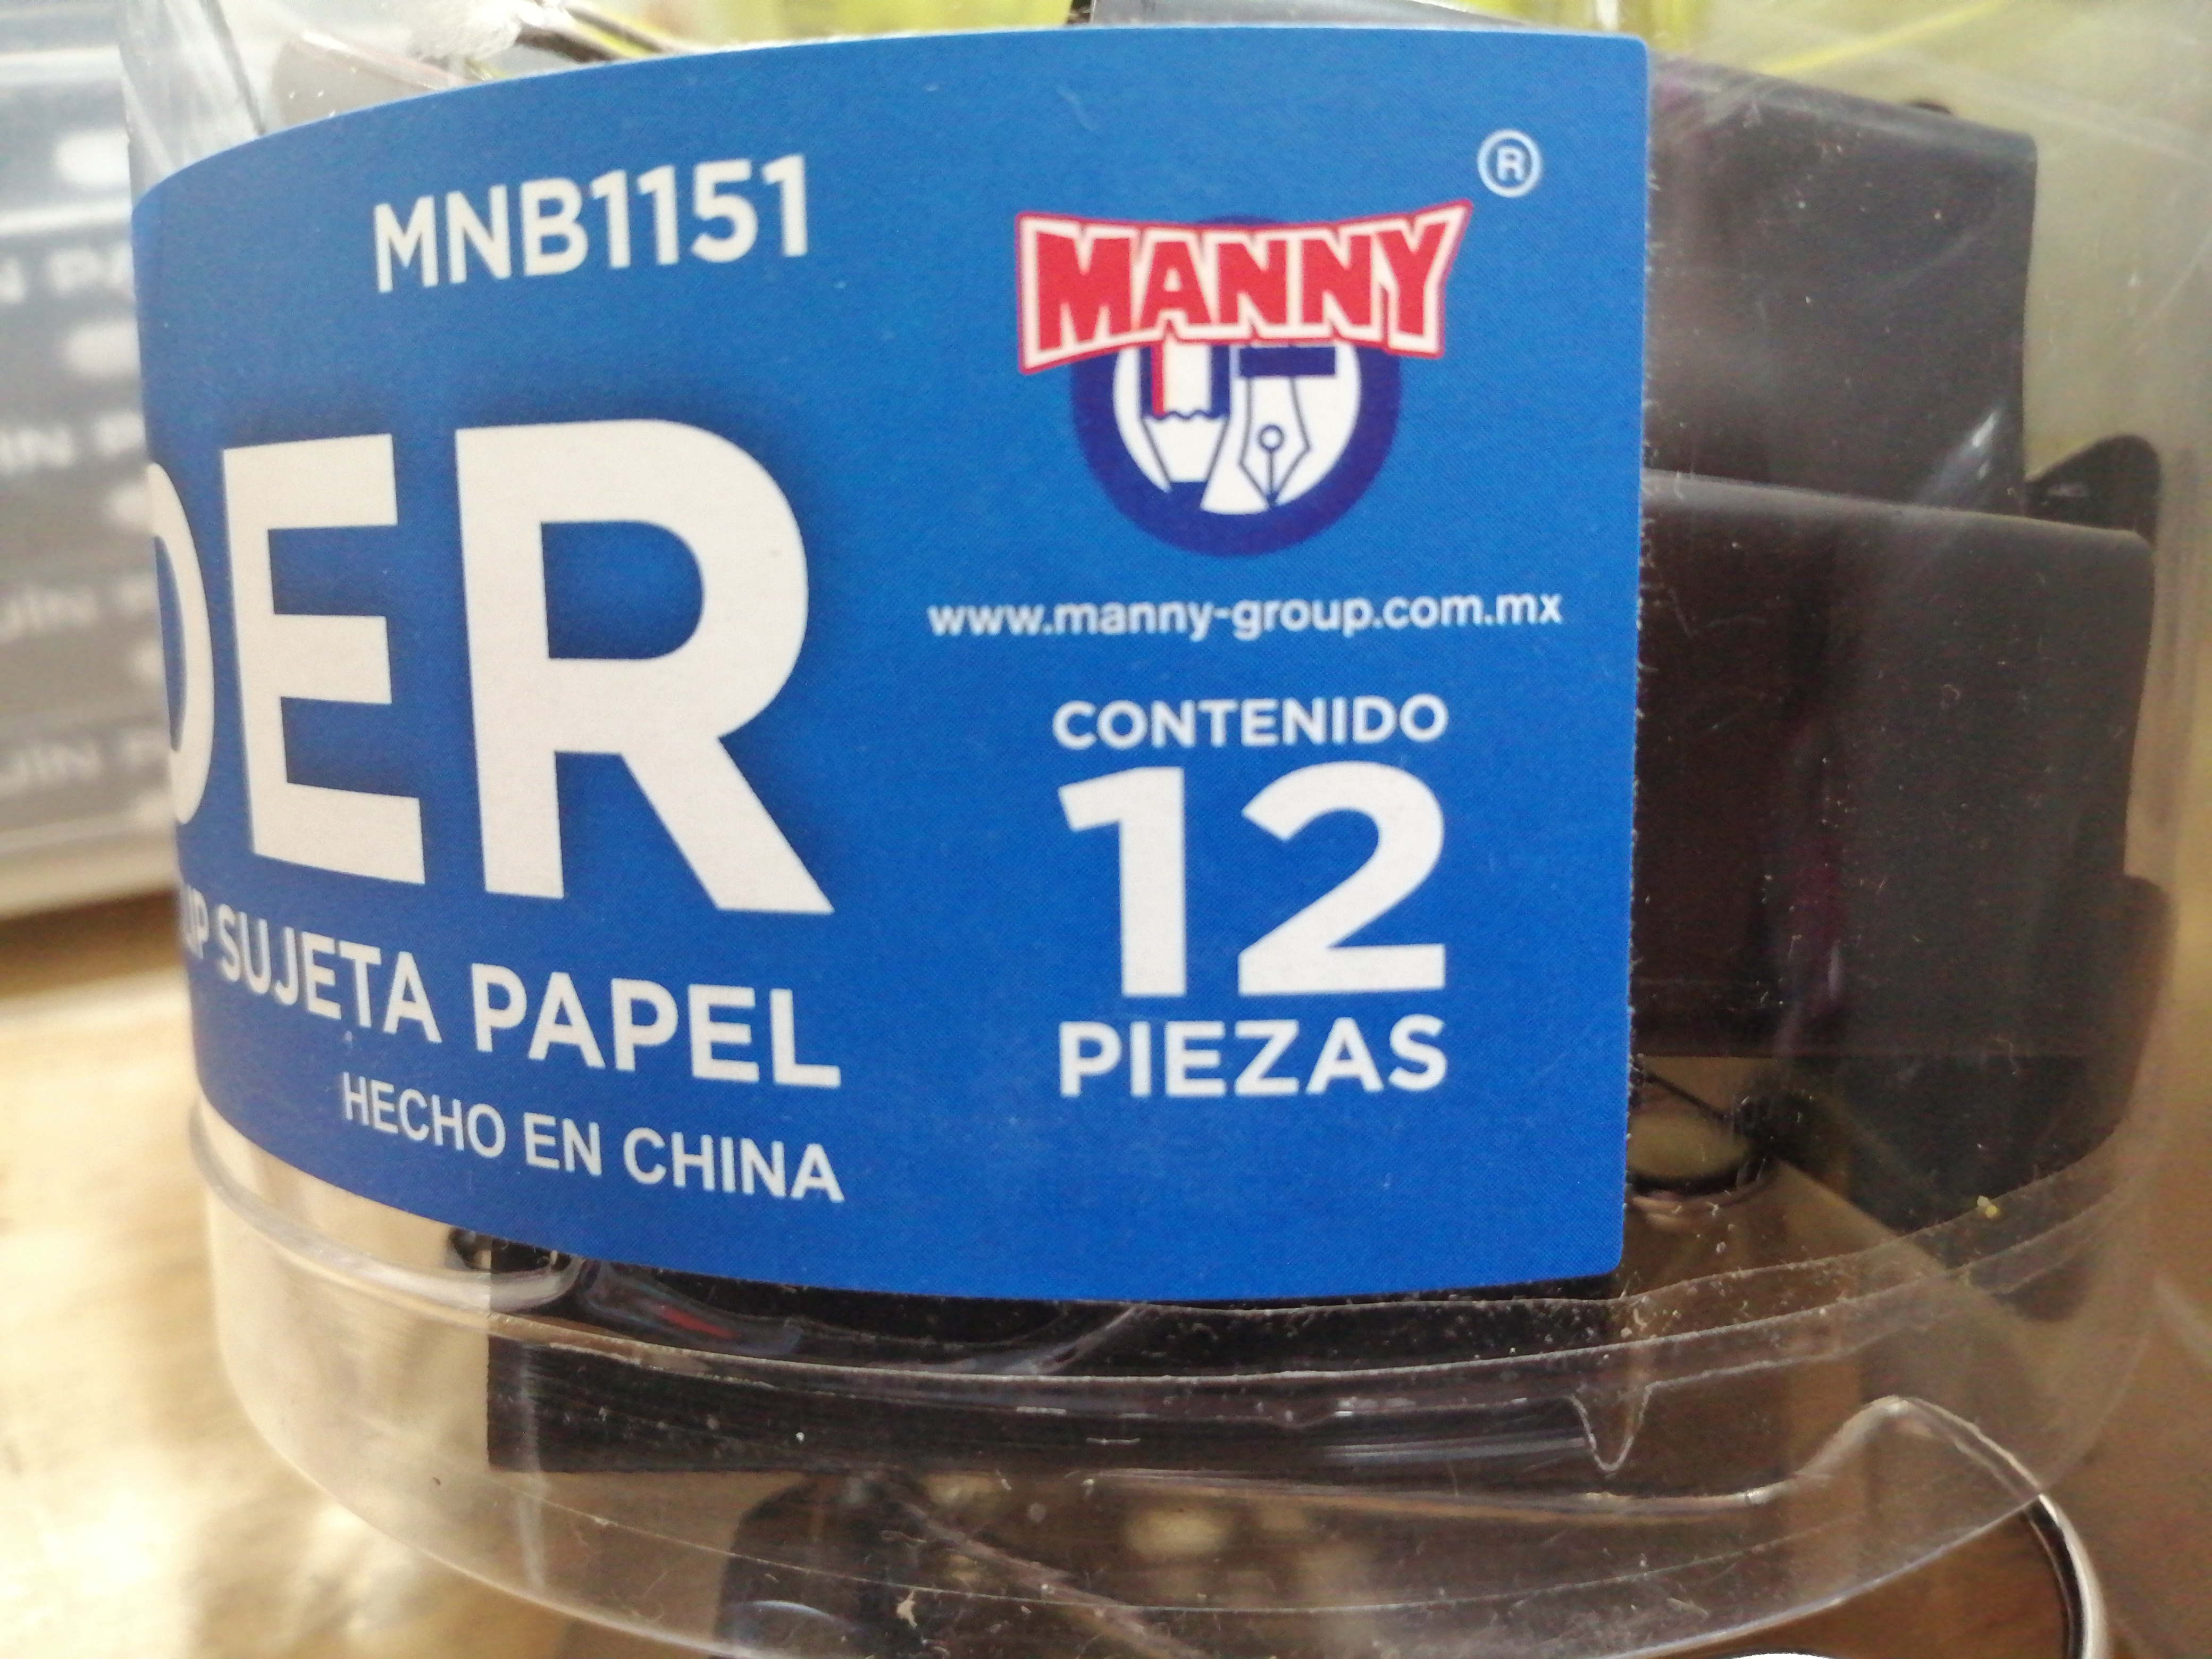 MNB1151
®
MANNY
DER
www.manny-group.com.mx
CONTENIDO
12
PIEZAS
SUJETA PAPEL
HECHO EN CHINA